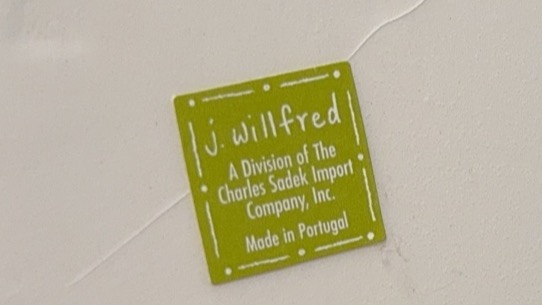 j. willfred
A Division of The
Charles Sadek Import
Company, Inc.
Made in Portugal